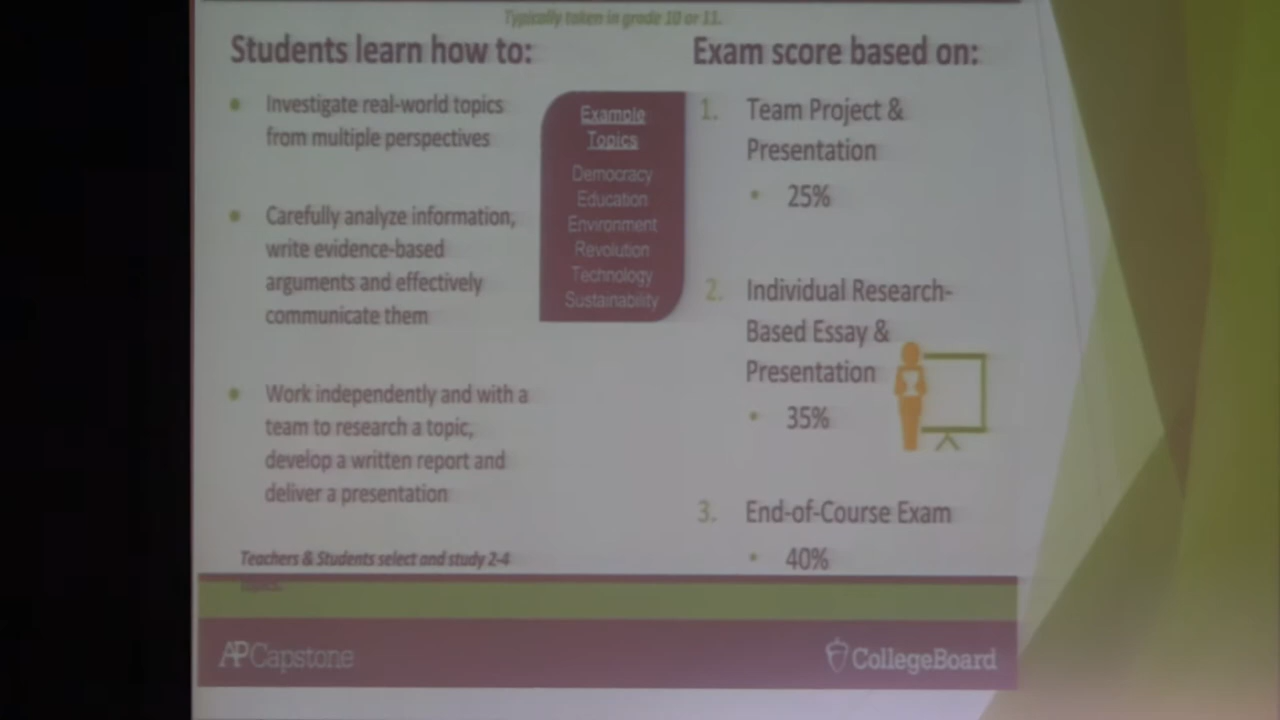 Typically taken in grade 10 or 11.
Students learn how to:
• Investigate real-world topics
from multiple perspectives
• Carefully analyze information,
write evidence-based
arguments and effectively
communicate them
• Work independently and with a
team to research a topic,
develop a written report and
deliver a presentation
Teachers & Students select and study 2-4
topics.
Example
Topics
Democracy
Education
Environment
Revolution
Technology
Sustainability
Exam score based on:
1. Team Project &
Presentation
• 25%
2. Individual Research-
Based Essay &
Presentation
• 35%
3. End-of-Course Exam
• 40%
AP Capstone
CollegeBoard